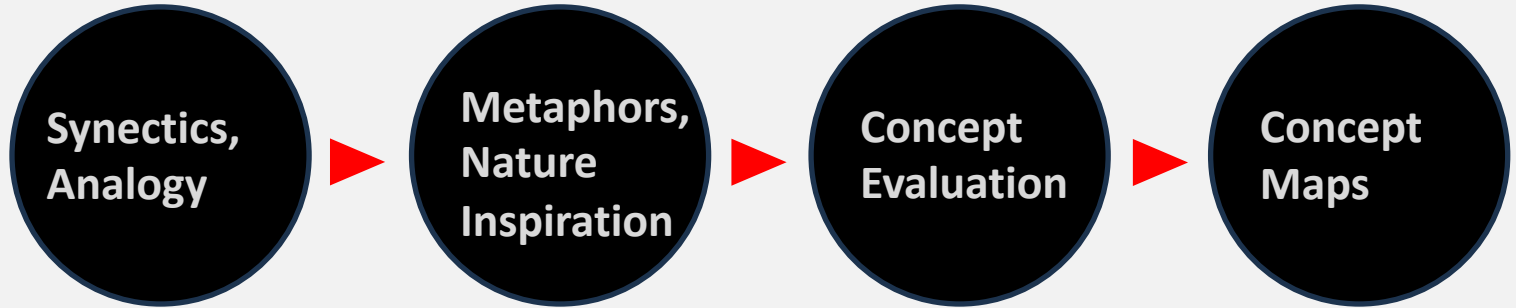 Synectics,
Analogy
Metaphors,
Nature
Inspiration
Concept
Evaluation
Concept
Maps